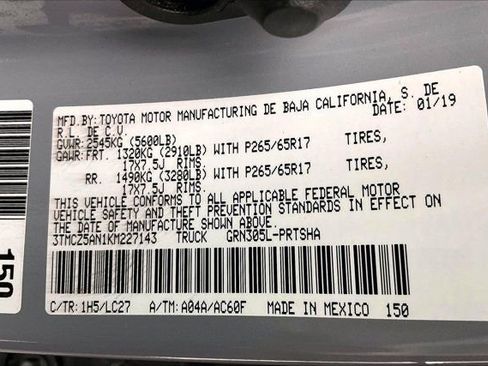 MFD.BY: TOYOTA MOTOR MANUFACTURING DE BAJA CALIFORNIA, S. DE
R.L. DE C.V. DATE: 01/19
GVWR: 2545KG (5600LB)
GAWR: FRT. 1320KG (2910LB) WITH P265/65R17 TIRES,
17X7.5J RIMS.
RR. 1490KG (3280LB) WITH P265/65R17 TIRES,
17X7.5J RIMS.
THIS VEHICLE CONFORMS TO ALL APPLICABLE FEDERAL MOTOR
VEHICLE SAFETY AND THEFT PREVENTION STANDARDS IN EFFECT ON
THE DATE OF MANUFACTURE SHOWN ABOVE.
3TMCZ5AN1KM227143 TRUCK GRN305L-PRTSHA
C/TR: 1H5/LC27 A/TM: A04A/AC60F MADE IN MEXICO 150
150